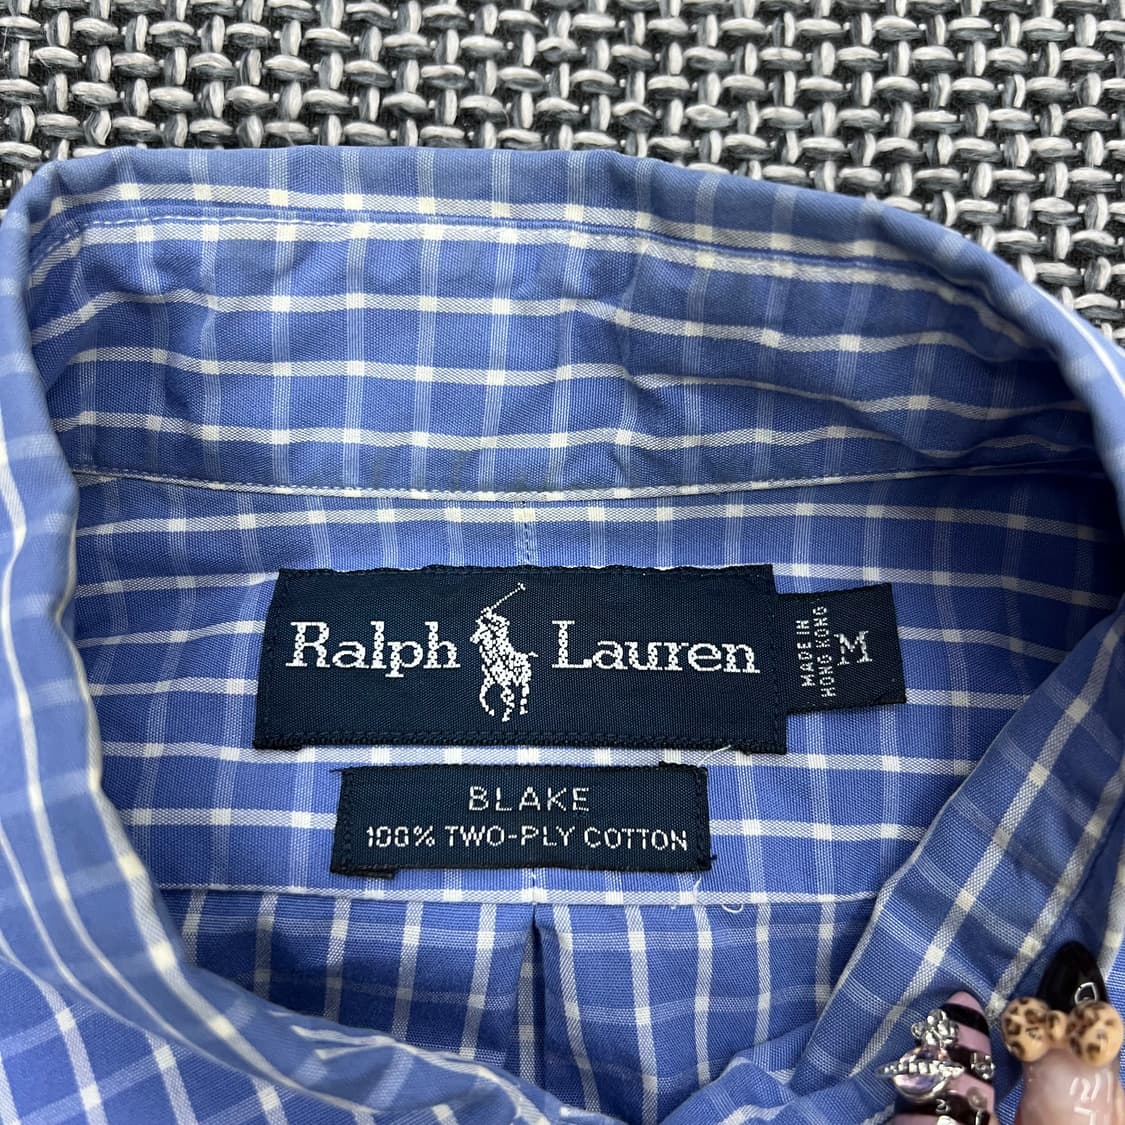 Ralph Lauren
MADE IN
HONG KONG
M
BLAKE
100% TWO-PLY COTTON